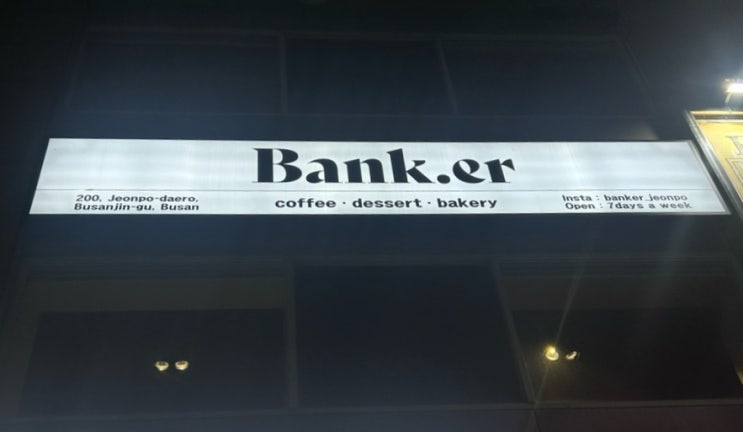 Bank.er
200, Jeonpo-daero,
Busanjin-gu, Busan
coffee · dessert · bakery
Insta : banker_jeonpo
Open : 7days a week